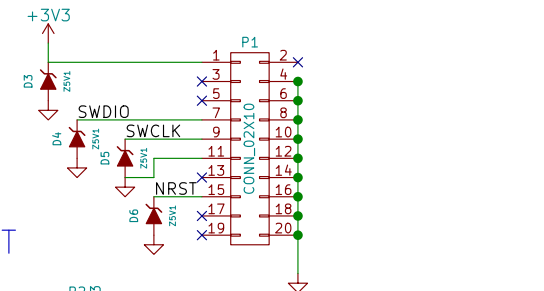 +3V3
P1
1 2
D3 Z5V1
3 4
5 6
SWDIO 7 8
D4 Z5V1
SWCLK 9 10
D5 Z5V1
11 12
13 14
NRST 15 16
D6 Z5V1
17 18
19 20
CONN_02X10
T